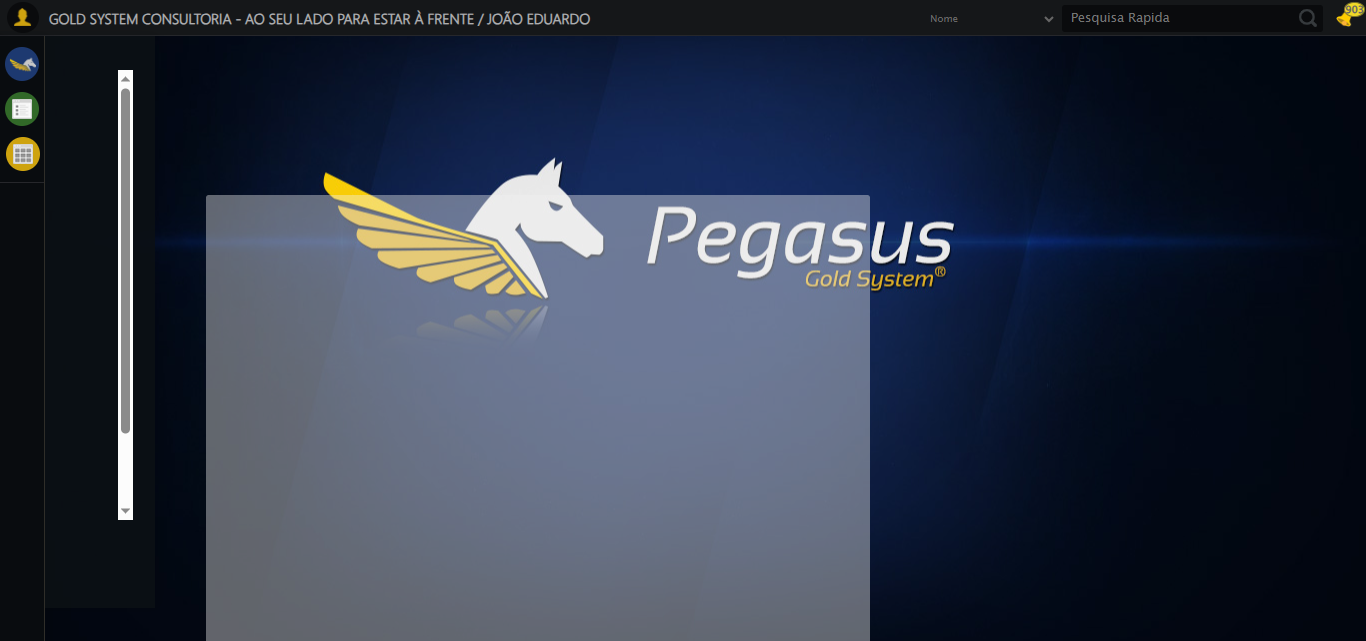 GOLD SYSTEM CONSULTORIA - AO SEU LADO PARA ESTAR À FRENTE / JOÃO EDUARDO
Nome
Pesquisa Rapida
903
Pegasus
Gold System®